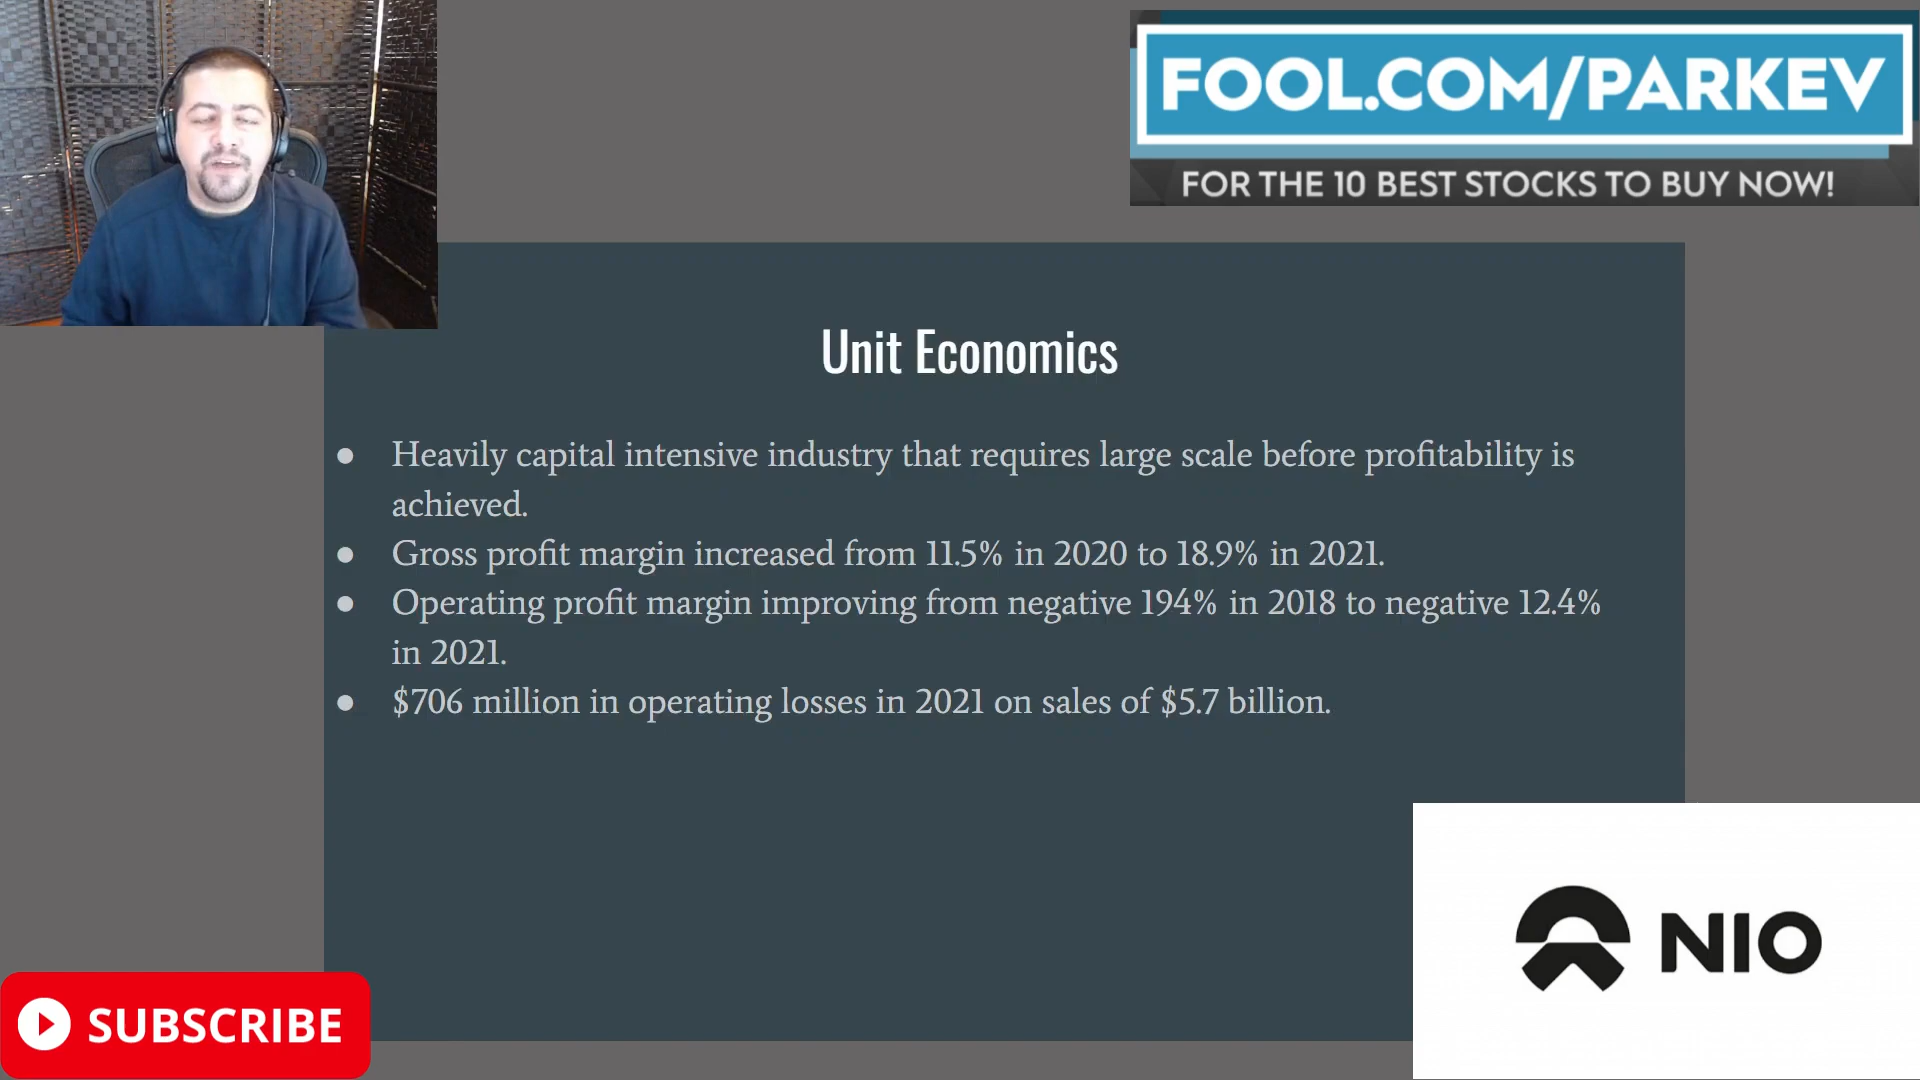 FOOL.COM/PARKEV
FOR THE 10 BEST STOCKS TO BUY NOW!
Unit Economics
● Heavily capital intensive industry that requires large scale before profitability is
achieved.
● Gross profit margin increased from 11.5% in 2020 to 18.9% in 2021.
● Operating profit margin improving from negative 194% in 2018 to negative 12.4%
in 2021.
● $706 million in operating losses in 2021 on sales of $5.7 billion.
NIO
SUBSCRIBE